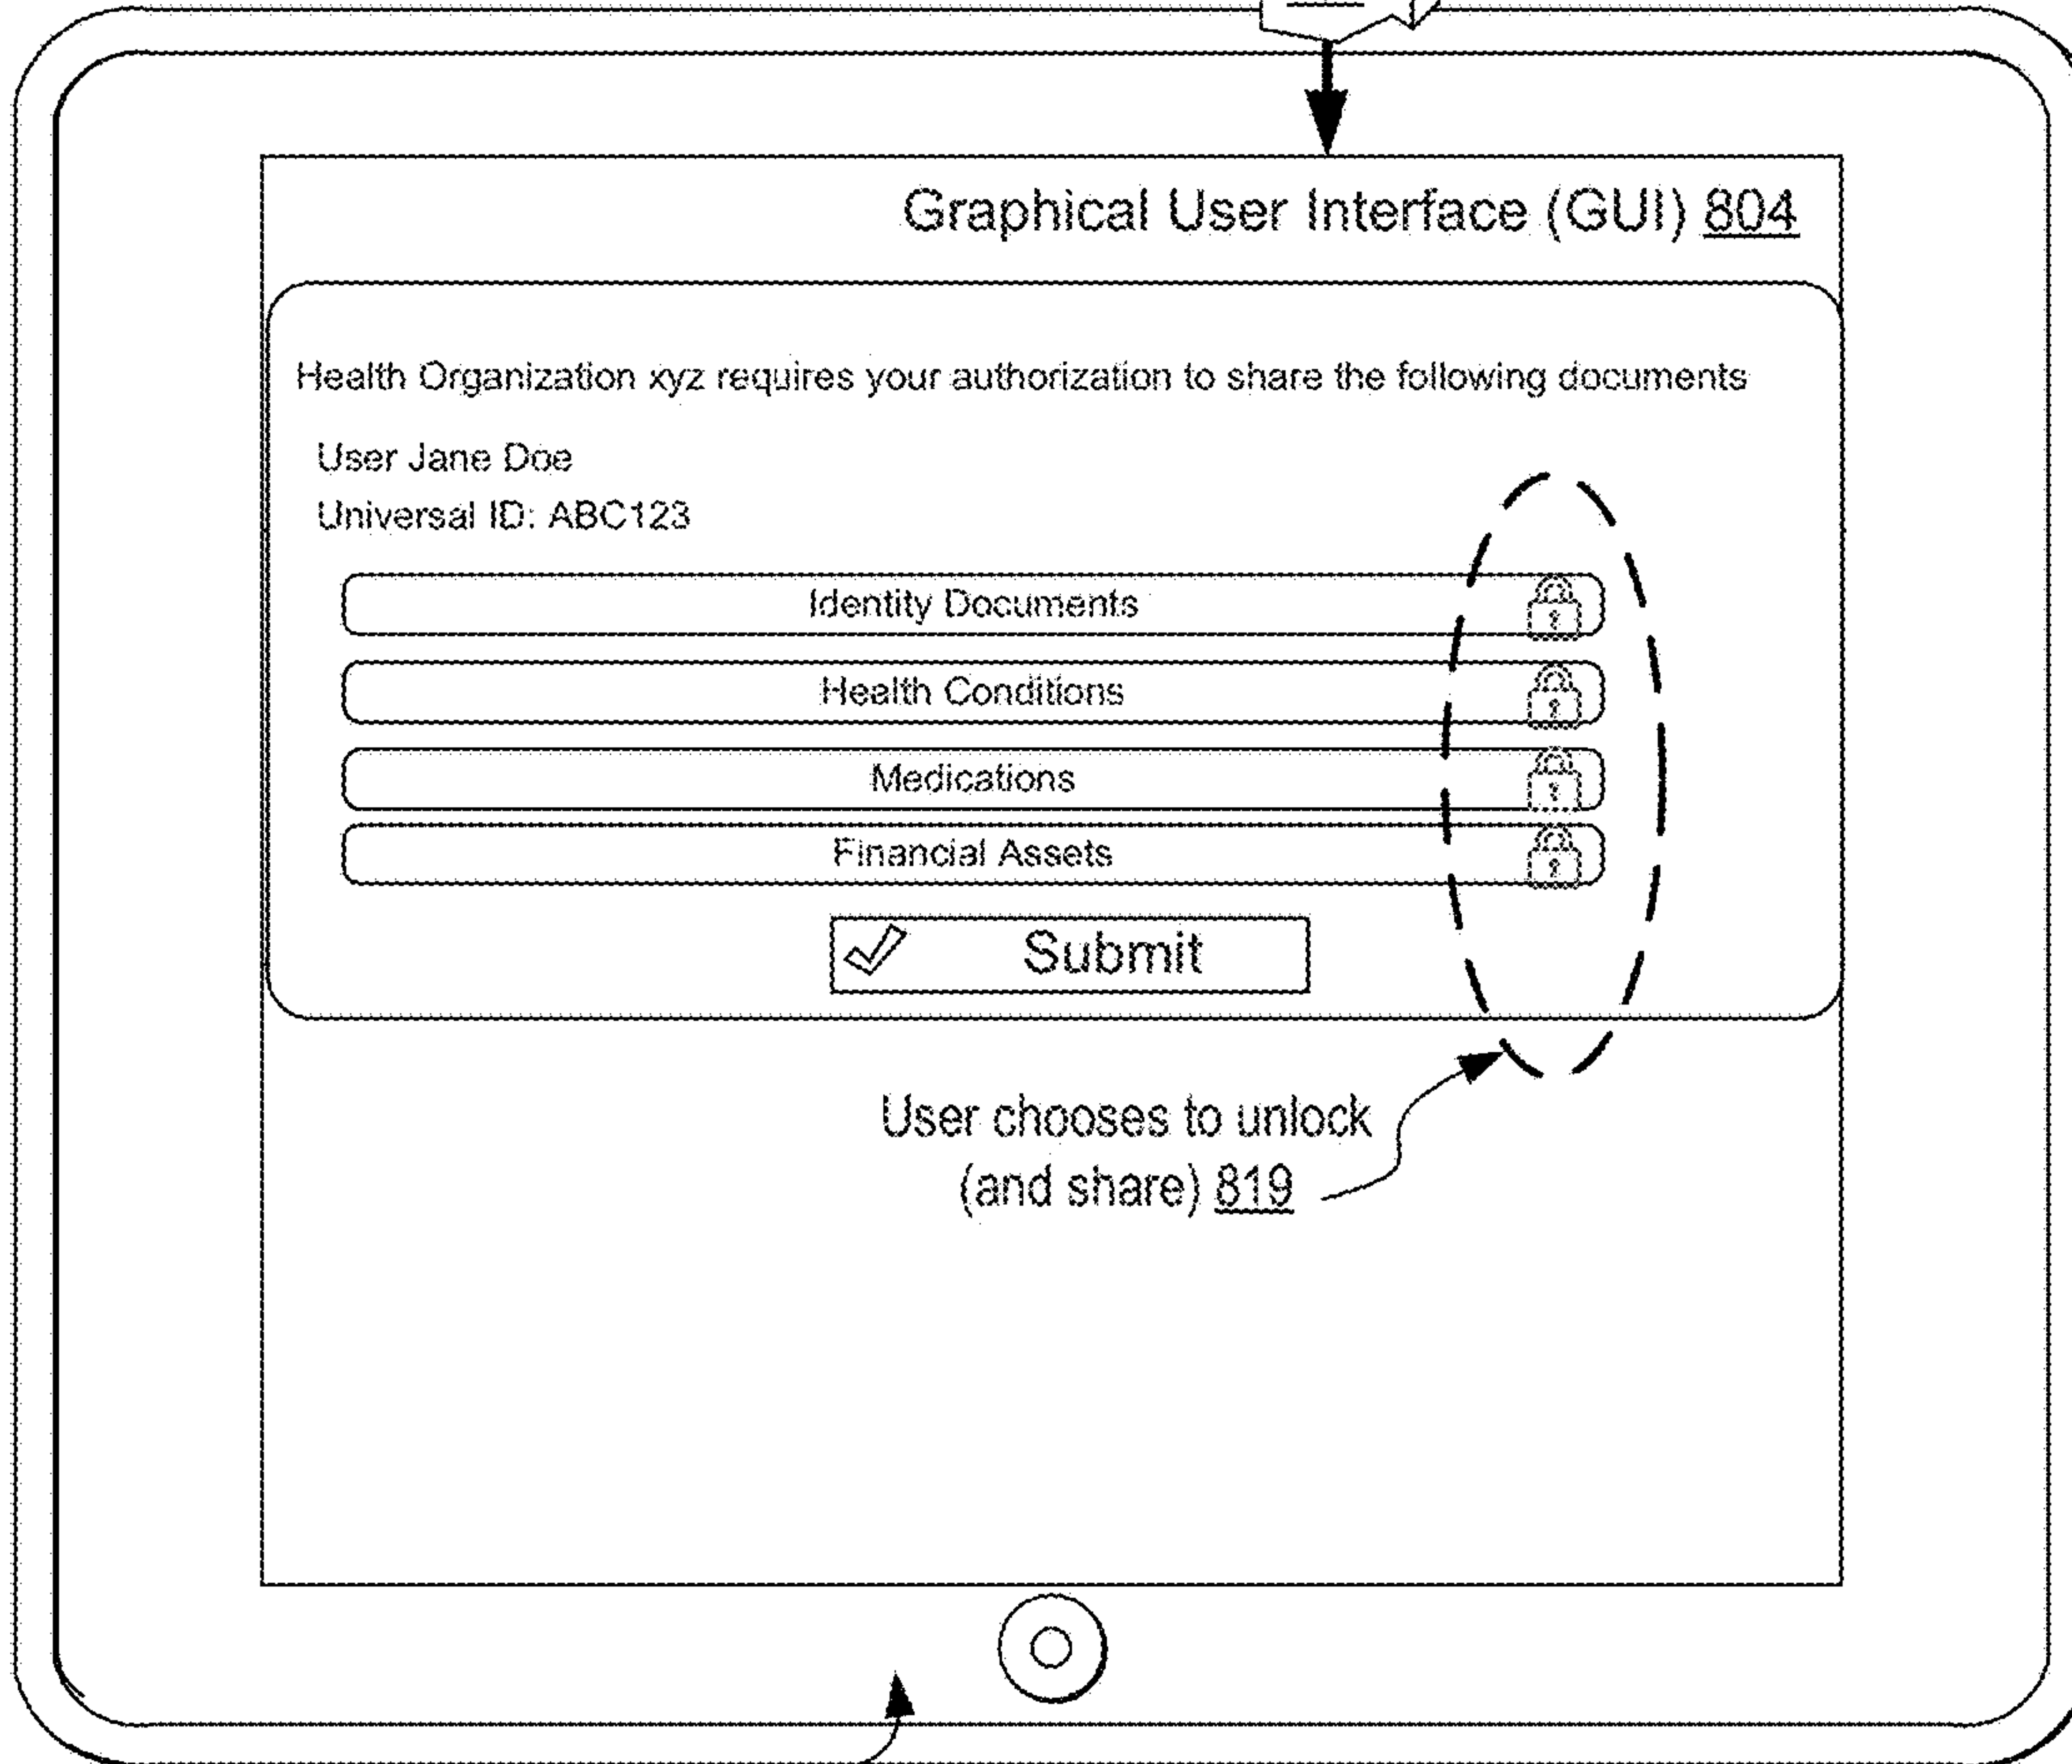 Graphical User Interface (GUI) 804
Health Organization xyz requires your authorization to share the following documents
User Jane Doe
Universal ID: ABC123
Identity Documents
Health Conditions
Medications
Financial Assets
Submit
User chooses to unlock
(and share) 819